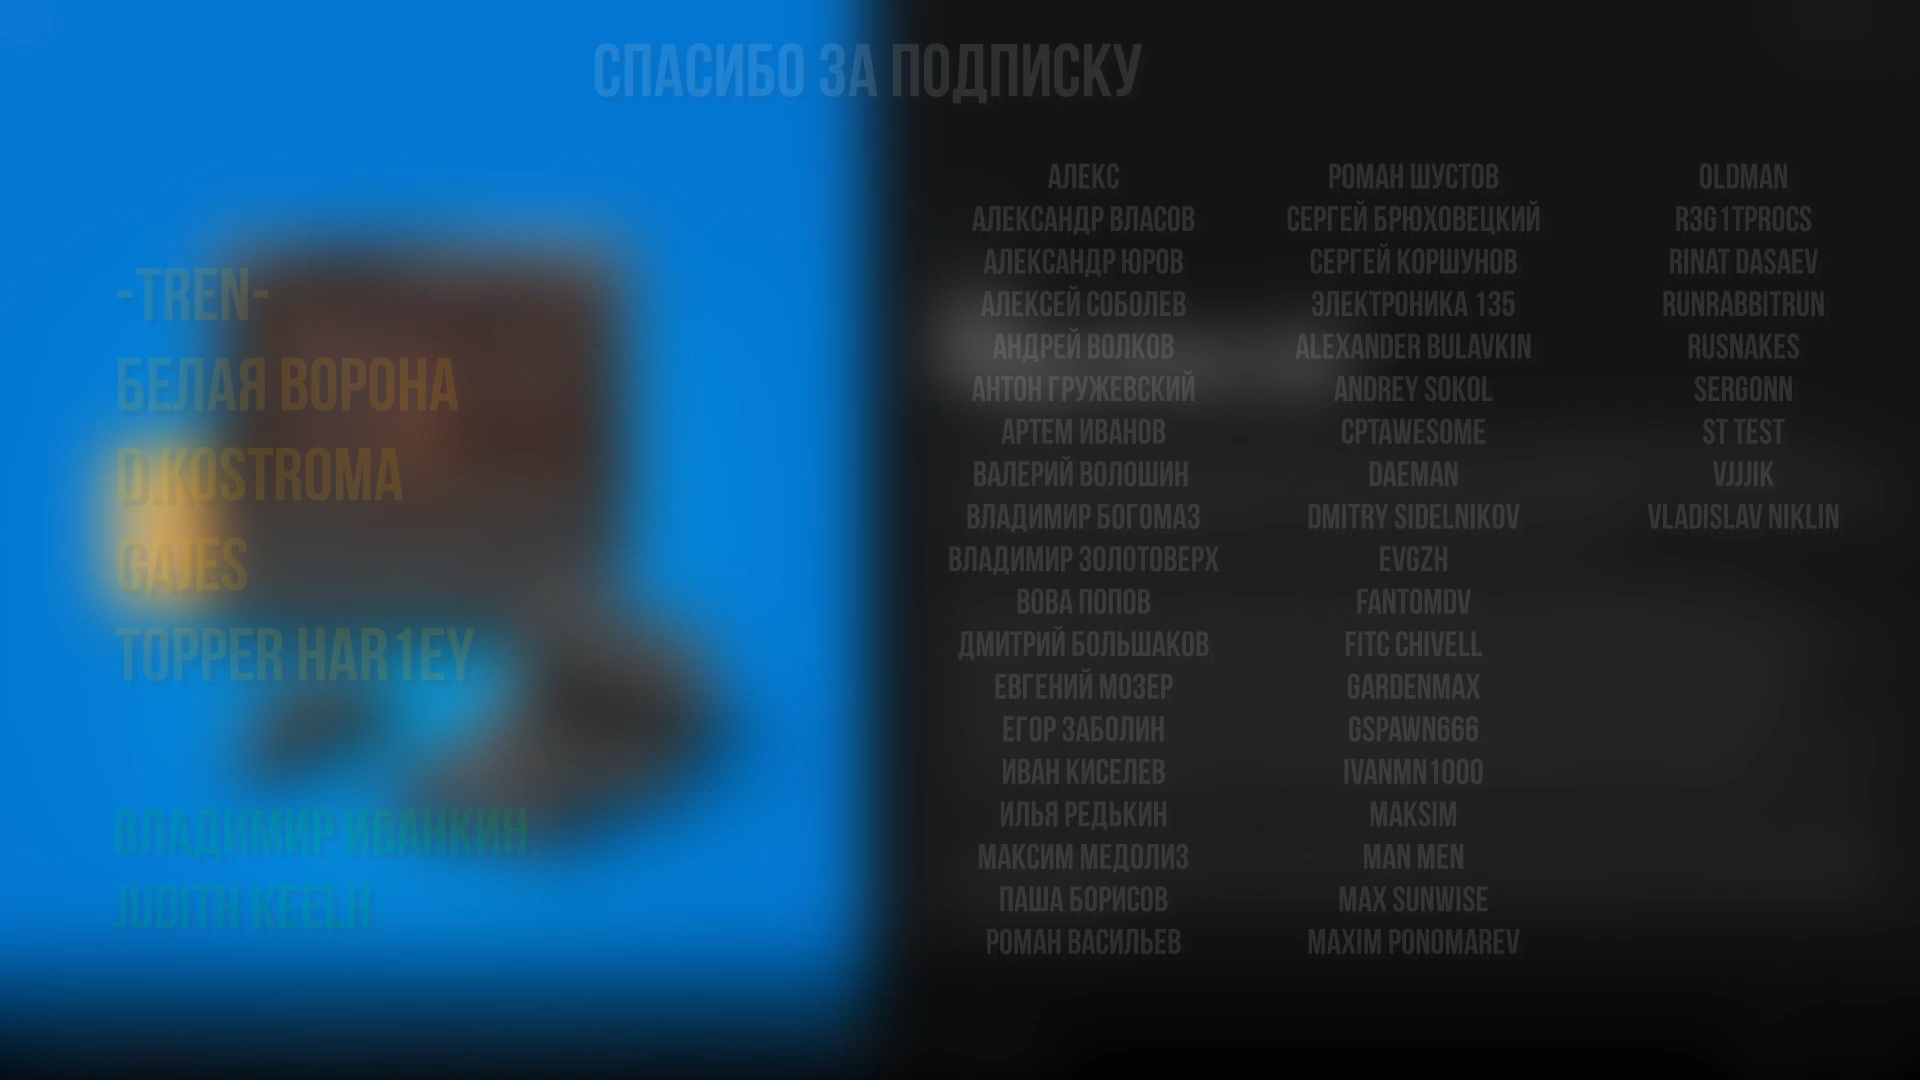 СПАСИБО ЗА ПОДПИСКУ
-TREN-
БЕЛАЯ ВОРОНА
D.KOSTROMA
GAJES
TOPPER HAR1EY
ВЛАДИМИР ИВАНКИН
JUDITH KEELH
АЛЕКС
АЛЕКСАНДР ВЛАСОВ
АЛЕКСАНДР ЮРОВ
АЛЕКСЕЙ СОБОЛЕВ
АНДРЕЙ ВОЛКОВ
АНТОН ГРУЖЕВСКИЙ
АРТЕМ ИВАНОВ
ВАЛЕРИЙ ВОЛОШИН
ВЛАДИМИР БОГОМАЗ
ВЛАДИМИР ЗОЛОТОВЕРХ
ВОВА ПОПОВ
ДМИТРИЙ БОЛЬШАКОВ
ЕВГЕНИЙ МОЗЕР
ЕГОР ЗАБОЛИН
ИВАН КИСЕЛЕВ
ИЛЬЯ РЕДЬКИН
МАКСИМ МЕДОЛИЗ
ПАША БОРИСОВ
РОМАН ВАСИЛЬЕВ
РОМАН ШУСТОВ
СЕРГЕЙ БРЮХОВЕЦКИЙ
СЕРГЕЙ КОРШУНОВ
ЭЛЕКТРОНИКА 135
ALEXANDER BULAVKIN
ANDREY SOKOL
CPTAWESOME
DAEMAN
DMITRY SIDELNIKOV
EVGZH
FANTOMDV
FITC CHIVELL
GARDENMAX
GSPAWN666
IVANMN1000
MAKSIM
MAN MEN
MAX SUNWISE
MAXIM PONOMAREV
OLDMAN
R3G1TPROCS
RINAT DASAEV
RUNRABBITRUN
RUSNAKES
SERGONN
ST TEST
VJJJIK
VLADISLAV NIKLIN